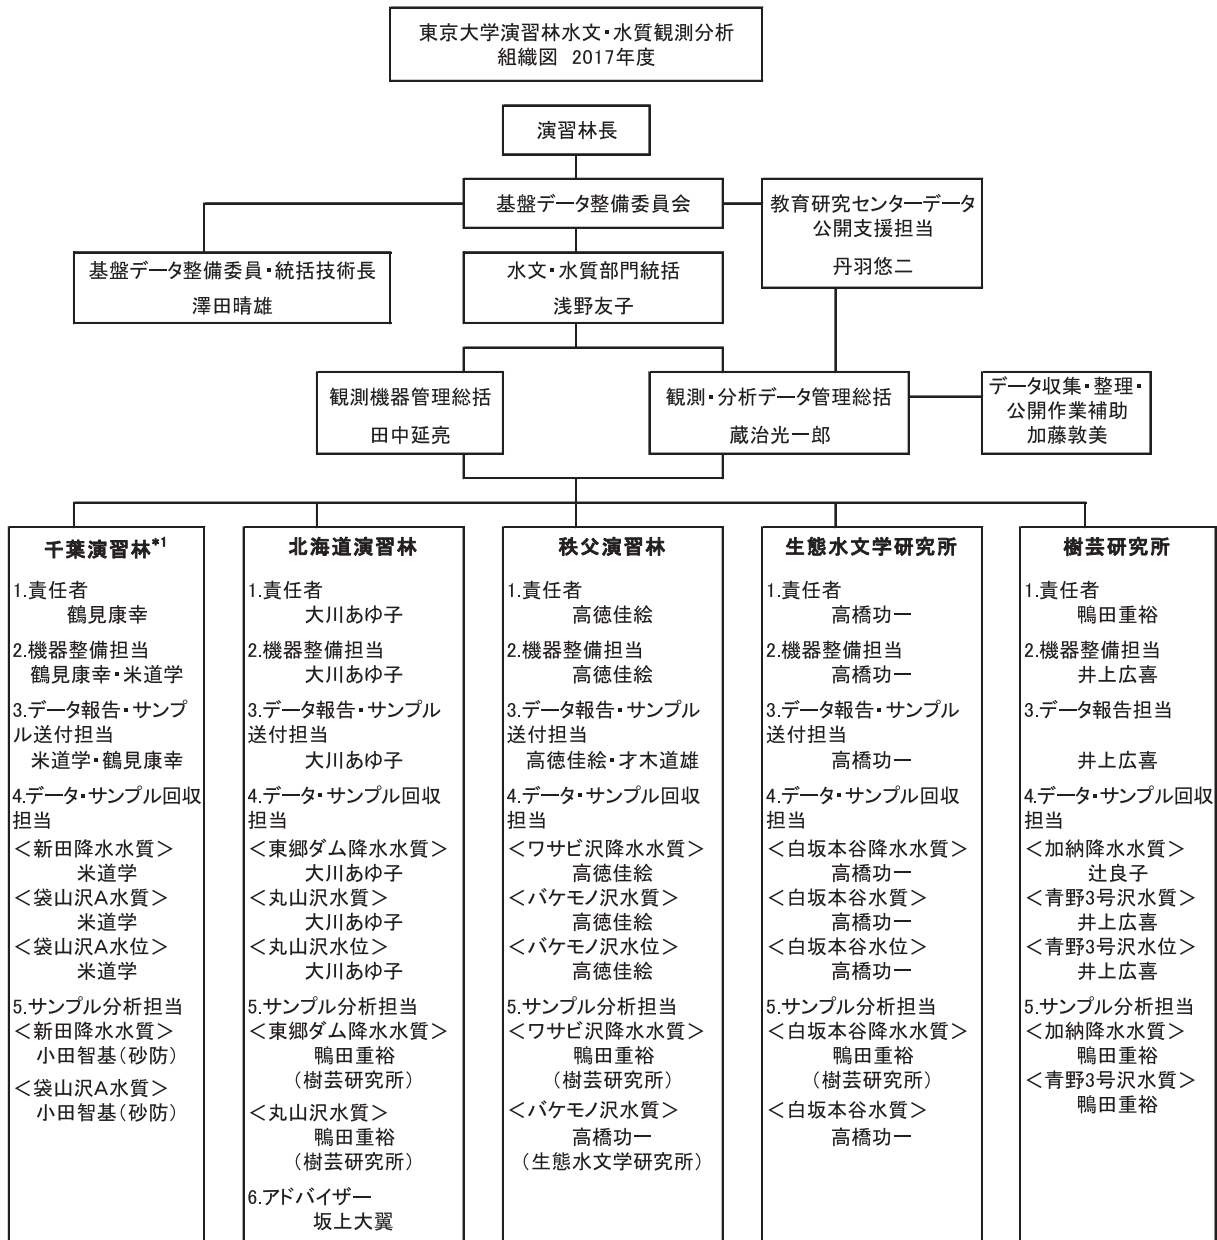 東京大学演習林水文・水質観測分析
組織図 2017年度
演習林長
基盤データ整備委員会
教育研究センターデータ
公開支援担当
丹羽悠二
基盤データ整備委員・統括技術長
澤田晴雄
水文・水質部門統括
浅野友子
観測機器管理総括
田中延亮
観測・分析データ管理総括
蔵治光一郎
データ収集・整理・
公開作業補助
加藤敦美
千葉演習林*1
1.責任者
鶴見康幸
2.機器整備担当
鶴見康幸・米道学
3.データ報告・サンプ
ル送付担当
米道学・鶴見康幸
4.データ・サンプル回収
担当
＜新田降水水質＞
米道学
＜袋山沢A水質＞
米道学
＜袋山沢A水位＞
米道学
5.サンプル分析担当
＜新田降水水質＞
小田智基(砂防)
＜袋山沢A水質＞
小田智基(砂防)
北海道演習林
1.責任者
大川あゆ子
2.機器整備担当
大川あゆ子
3.データ報告・サンプル
送付担当
大川あゆ子
4.データ・サンプル回収
担当
＜東郷ダム降水水質＞
大川あゆ子
＜丸山沢水質＞
大川あゆ子
＜丸山沢水位＞
大川あゆ子
5.サンプル分析担当
＜東郷ダム降水水質＞
鴨田重裕
(樹芸研究所)
＜丸山沢水質＞
鴨田重裕
(樹芸研究所)
6.アドバイザー
坂上大翼
秩父演習林
1.責任者
高徳佳絵
2.機器整備担当
高徳佳絵
3.データ報告・サンプル
送付担当
高徳佳絵・才木道雄
4.データ・サンプル回収
担当
＜ワサビ沢降水水質＞
高徳佳絵
＜バケモノ沢水質＞
高徳佳絵
＜バケモノ沢水位＞
高徳佳絵
5.サンプル分析担当
＜ワサビ沢降水水質＞
鴨田重裕
(樹芸研究所)
＜バケモノ沢水質＞
高橋功一
(生態水文学研究所)
生態水文学研究所
1.責任者
高橋功一
2.機器整備担当
高橋功一
3.データ報告・サンプル
送付担当
高橋功一
4.データ・サンプル回収
担当
＜白坂本谷降水水質＞
高橋功一
＜白坂本谷水質＞
高橋功一
＜白坂本谷水位＞
高橋功一
5.サンプル分析担当
＜白坂本谷降水水質＞
鴨田重裕
(樹芸研究所)
＜白坂本谷水質＞
高橋功一
樹芸研究所
1.責任者
鴨田重裕
2.機器整備担当
井上広喜
3.データ報告担当
井上広喜
4.データ・サンプル回収
担当
＜加納降水水質＞
辻良子
＜青野3号沢水質＞
井上広喜
＜青野3号沢水位＞
井上広喜
5.サンプル分析担当
＜加納降水水質＞
鴨田重裕
＜青野3号沢水質＞
鴨田重裕